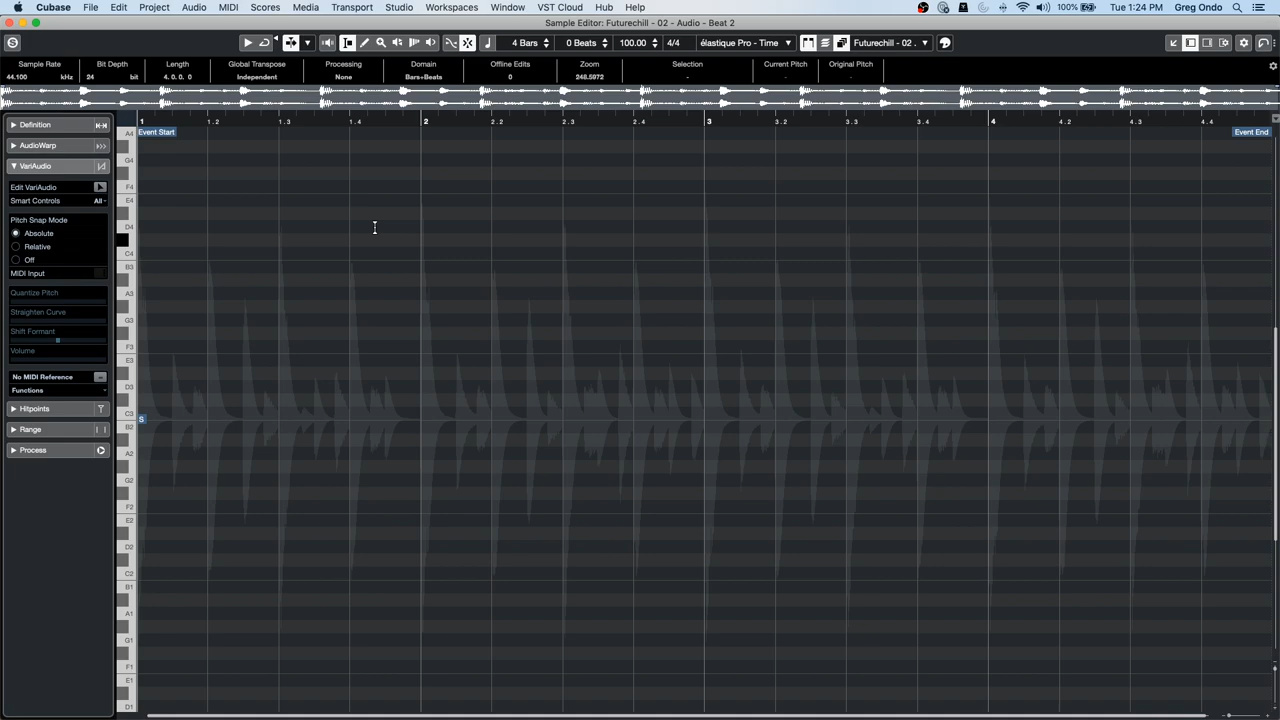 Cubase File Edit Project Audio MIDI Scores Media Transport Studio Workspaces Window VST Cloud Hub Help 100% Tue 1:24 PM Greg Ondo
Sample Editor: Futurechill - 02 - Audio - Beat 2
4 Bars 0 Beats 100.00 4/4 élastique Pro - Time Futurechill - 02 .
Sample Rate Bit Depth Length Global Transpose Processing Domain Offline Edits Zoom Selection Current Pitch Original Pitch
44.100 kHz 24 bit 4. 0. 0. 0 Independent None Bars+Beats 0 248.5972 - - -
1 1.2 1.3 1.4 2 2.2 2.3 2.4 3 3.2 3.3 3.4 4 4.2 4.3 4.4
Event Start Event End
Definition
AudioWarp
VariAudio
Edit VariAudio
Smart Controls All
Pitch Snap Mode
Absolute
Relative
Off
MIDI Input
Quantize Pitch
Straighten Curve
Shift Formant
Volume
No MIDI Reference
Functions
Hitpoints
Range
Process
A4
G4
F4
E4
D4
C4
B3
A3
G3
F3
E3
D3
C3
S
B2
A2
G2
F2
E2
D2
C2
B1
A1
G1
F1
E1
D1